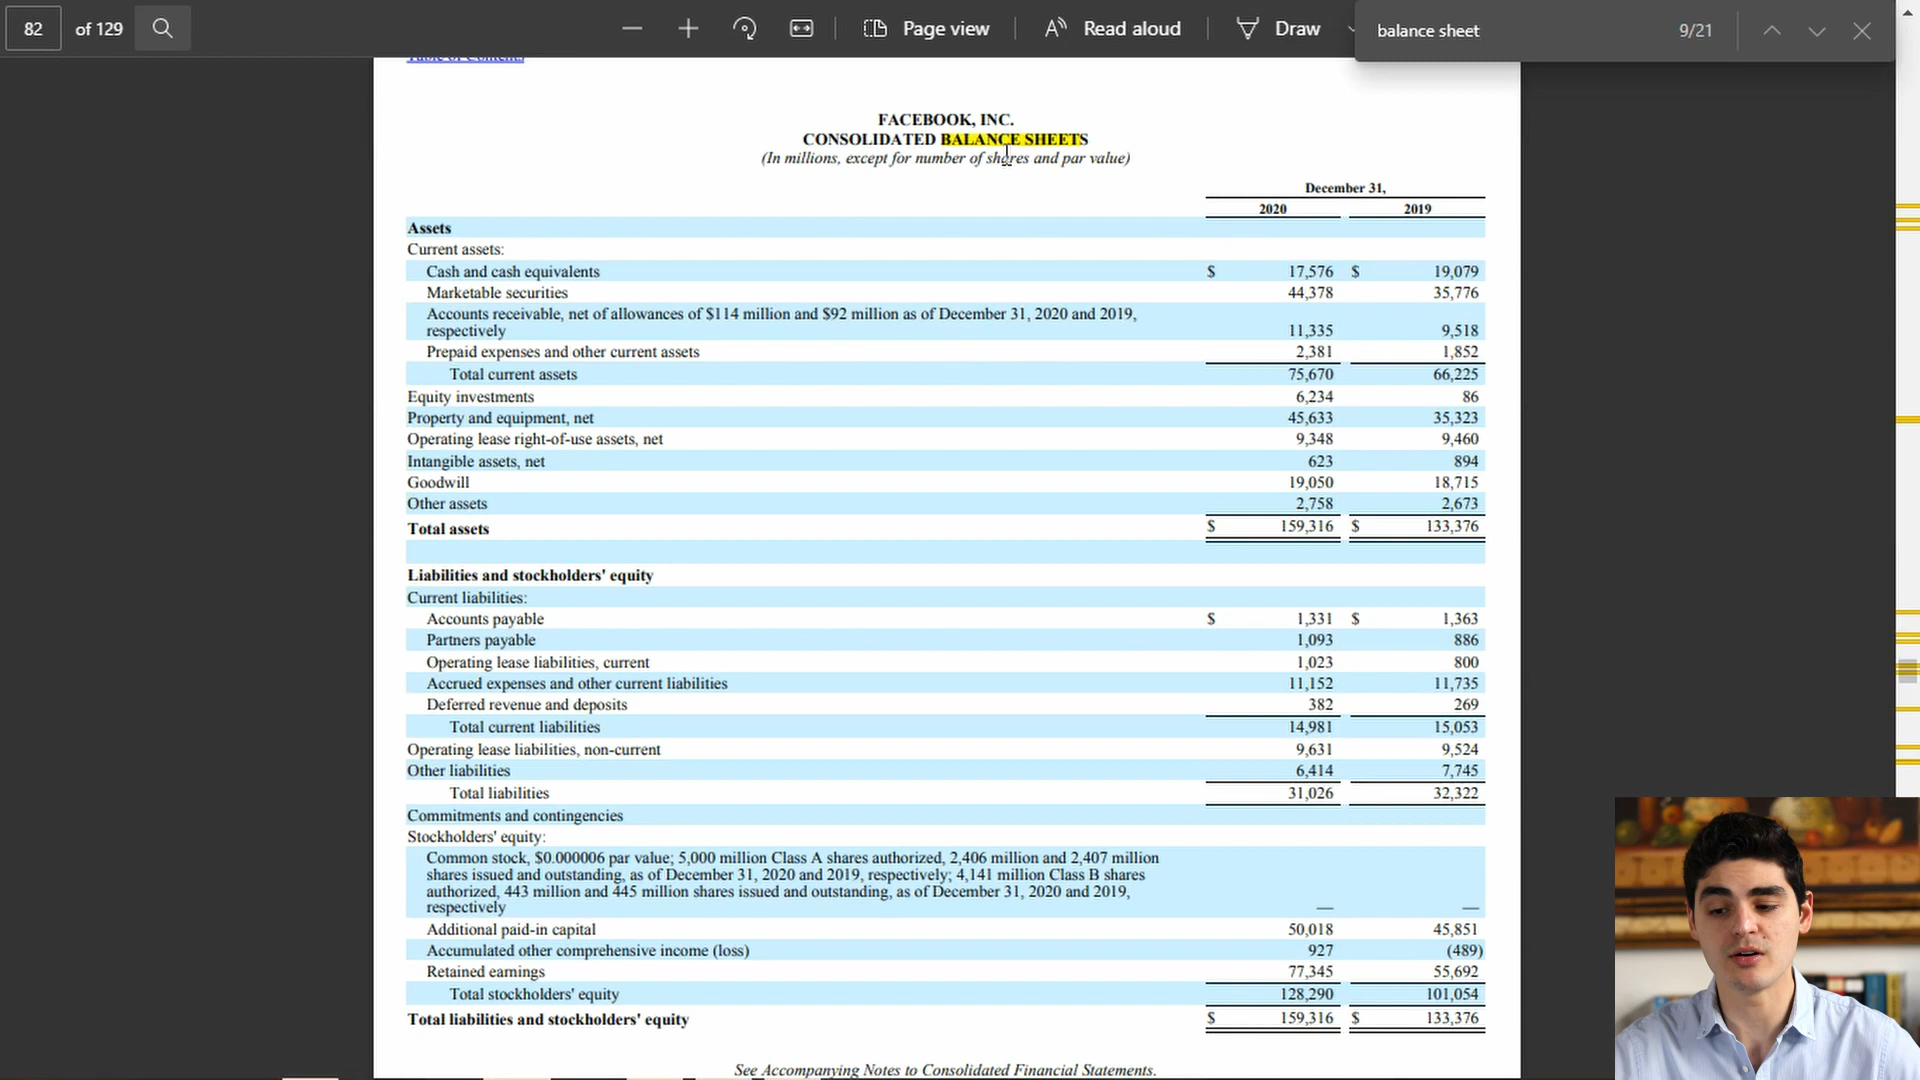 82 of 129 Page view Read aloud Draw balance sheet 9/21
Table of Contents
FACEBOOK, INC.
CONSOLIDATED BALANCE SHEETS
(In millions, except for number of shares and par value)
December 31,
2020 2019
Assets
Current assets:
Cash and cash equivalents $ 17,576 $ 19,079
Marketable securities 44,378 35,776
Accounts receivable, net of allowances of $114 million and $92 million as of December 31, 2020 and 2019,
respectively 11,335 9,518
Prepaid expenses and other current assets 2,381 1,852
Total current assets 75,670 66,225
Equity investments 6,234 86
Property and equipment, net 45,633 35,323
Operating lease right-of-use assets, net 9,348 9,460
Intangible assets, net 623 894
Goodwill 19,050 18,715
Other assets 2,758 2,673
Total assets $ 159,316 $ 133,376
Liabilities and stockholders' equity
Current liabilities:
Accounts payable $ 1,331 $ 1,363
Partners payable 1,093 886
Operating lease liabilities, current 1,023 800
Accrued expenses and other current liabilities 11,152 11,735
Deferred revenue and deposits 382 269
Total current liabilities 14,981 15,053
Operating lease liabilities, non-current 9,631 9,524
Other liabilities 6,414 7,745
Total liabilities 31,026 32,322
Commitments and contingencies
Stockholders' equity:
Common stock, $0.000006 par value; 5,000 million Class A shares authorized, 2,406 million and 2,407 million
shares issued and outstanding, as of December 31, 2020 and 2019, respectively; 4,141 million Class B shares
authorized, 443 million and 445 million shares issued and outstanding, as of December 31, 2020 and 2019,
respectively — —
Additional paid-in capital 50,018 45,851
Accumulated other comprehensive income (loss) 927 (489)
Retained earnings 77,345 55,692
Total stockholders' equity 128,290 101,054
Total liabilities and stockholders' equity $ 159,316 $ 133,376
See Accompanying Notes to Consolidated Financial Statements.